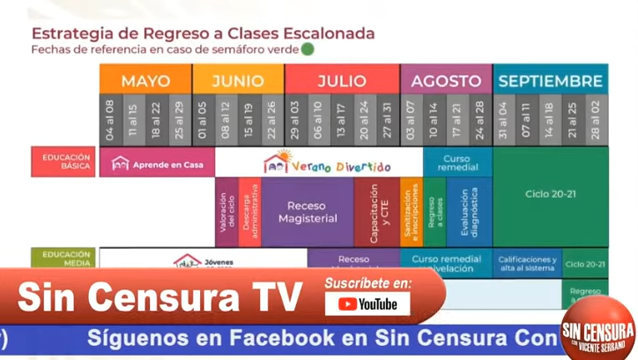 Estrategia de Regreso a Clases Escalonada
Fechas de referencia en caso de semáforo verde
MAYO
JUNIO
JULIO
AGOSTO
SEPTIEMBRE
04 al 08
11 al 15
18 al 22
25 al 29
01 al 05
08 al 12
15 al 19
22 al 26
29 al 03
06 al 10
13 al 17
20 al 24
27 al 31
03 al 07
10 al 14
17 al 21
24 al 28
31 al 04
07 al 11
14 al 18
21 al 25
28 al 02
EDUCACIÓN
BÁSICA
Aprende en Casa
Verano Divertido
Curso
remedial
Valoración
del ciclo
Descarga
administrativa
Receso
Magisterial
Capacitación
y CTE
Sanitización
e inscripciones
Regreso
a clases
Evaluación
diagnóstica
Ciclo 20-21
EDUCACIÓN
MEDIA
Jóvenes
Receso
Curso remedial
Calificaciones y
alta al sistema
Ciclo 20-21
Regreso
Sin Censura TV
Suscríbete en:
YouTube
Síguenos en Facebook en Sin Censura Con
SIN
CENSURA
CON
VICENTE SERRANO